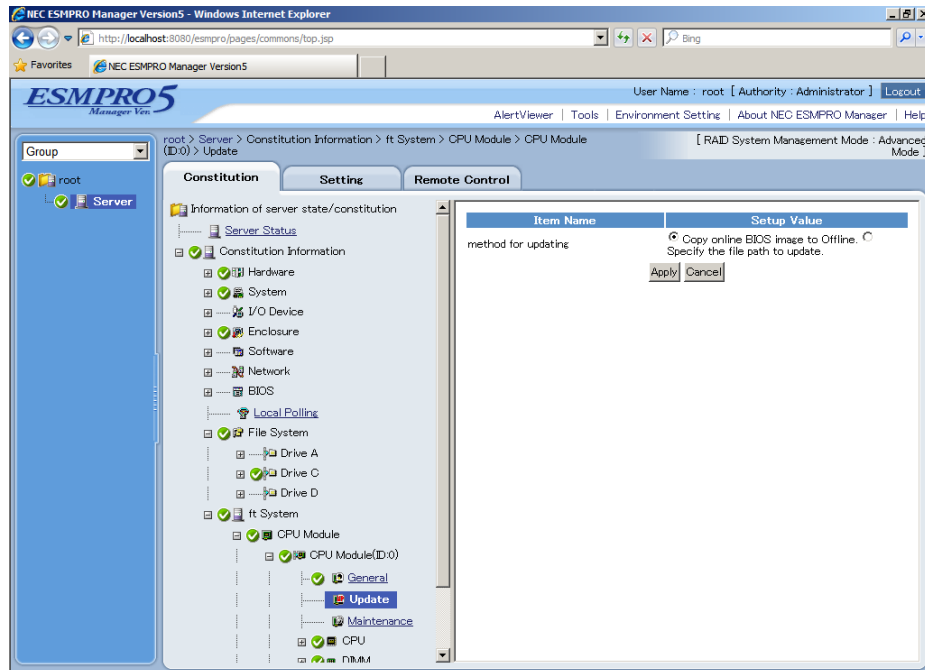 NEC ESMPRO Manager Version5 - Windows Internet Explorer
http://localhost:8080/esmpro/pages/commons/top.jsp
Bing
Favorites
NEC ESMPRO Manager Version5
ESMPRO5
Manager Ver.
User Name : root [ Authority : Administrator ] Logout
AlertViewer | Tools | Environment Setting | About NEC ESMPRO Manager | Help
Group
root
Server
root > Server > Constitution Information > ft System > CPU Module > CPU Module
(ID:0) > Update
[ RAID System Management Mode : Advanced
Mode ]
Constitution
Setting
Remote Control
Information of server state/constitution
Server Status
Constitution Information
Hardware
System
I/O Device
Enclosure
Software
Network
BIOS
Local Polling
File System
Drive A
Drive C
Drive D
ft System
CPU Module
CPU Module(ID:0)
General
Update
Maintenance
CPU
DIMM
Item Name
Setup Value
method for updating
Copy online BIOS image to Offline.
Specify the file path to update.
Apply Cancel